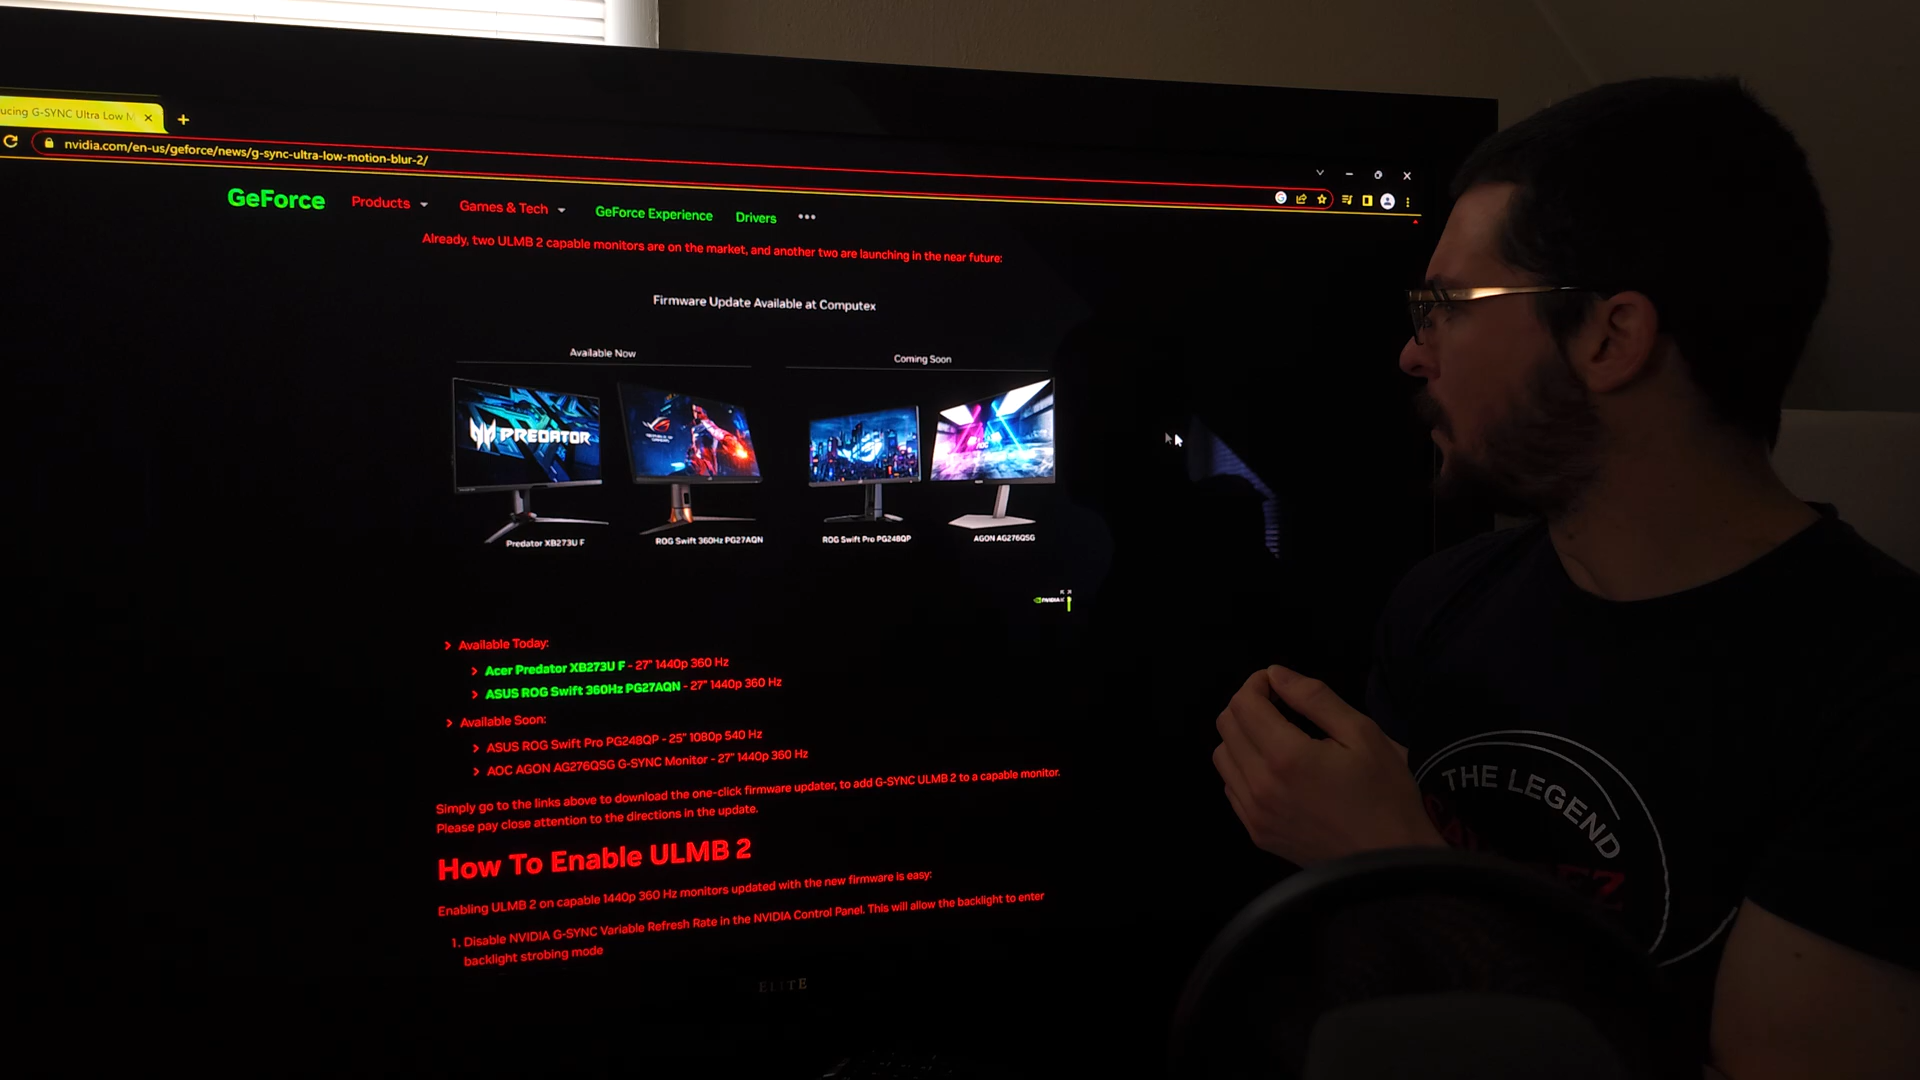 ucing G-SYNC Ultra Low M
nvidia.com/en-us/geforce/news/g-sync-ultra-low-motion-blur-2/
GeForce Products Games & Tech GeForce Experience Drivers •••
Already, two ULMB 2 capable monitors are on the market, and another two are launching in the near future:
Firmware Update Available at Computex
Available Now Coming Soon
PREDATOR
Predator XB273U F ROG Swift 360Hz PG27AQN ROG Swift Pro PG248QP AGON AG276QSG
NVIDIA
> Available Today:
> Acer Predator XB273U F - 27" 1440p 360 Hz
> ASUS ROG Swift 360Hz PG27AQN - 27" 1440p 360 Hz
> Available Soon:
> ASUS ROG Swift Pro PG248QP - 25" 1080p 540 Hz
> AOC AGON AG276QSG G-SYNC Monitor - 27" 1440p 360 Hz
Simply go to the links above to download the one-click firmware updater, to add G-SYNC ULMB 2 to a capable monitor.
Please pay close attention to the directions in the update.
How To Enable ULMB 2
Enabling ULMB 2 on capable 1440p 360 Hz monitors updated with the new firmware is easy:
1. Disable NVIDIA G-SYNC Variable Refresh Rate in the NVIDIA Control Panel. This will allow the backlight to enter
backlight strobing mode
ELITE
THE LEGEND